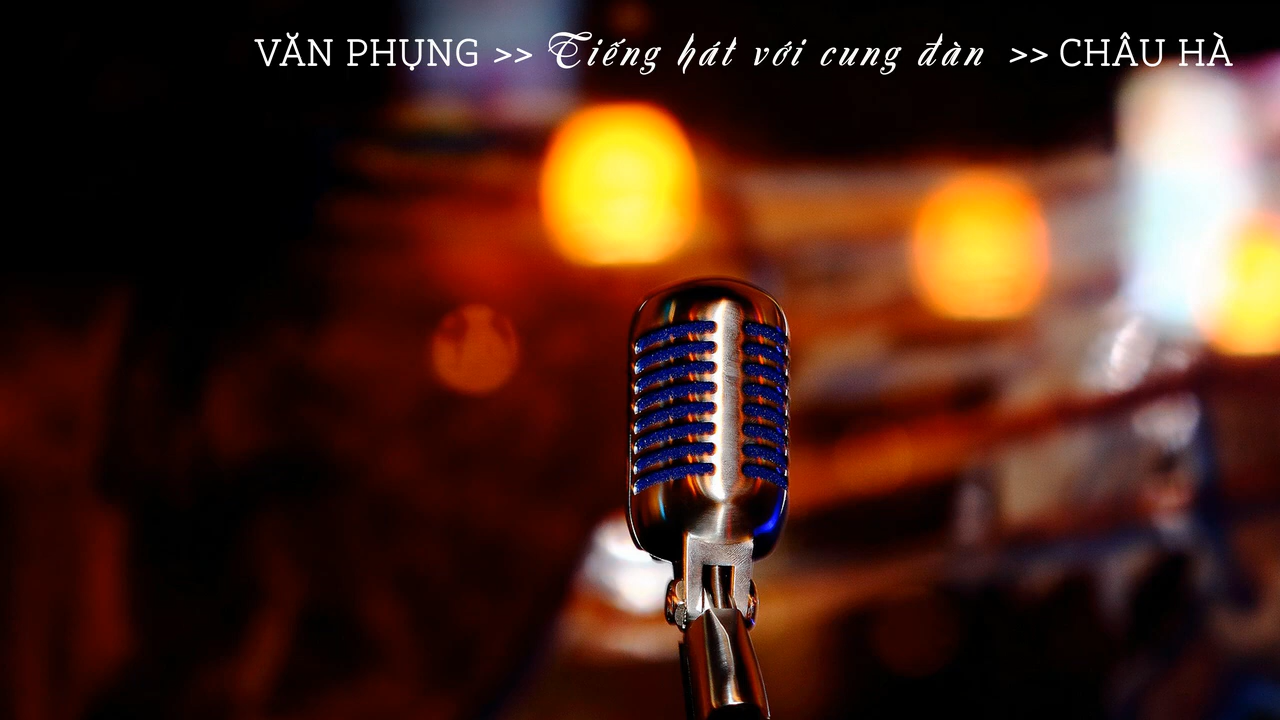 VĂN PHỤNG >> Tiếng hát với cung đàn >> CHÂU HÀ